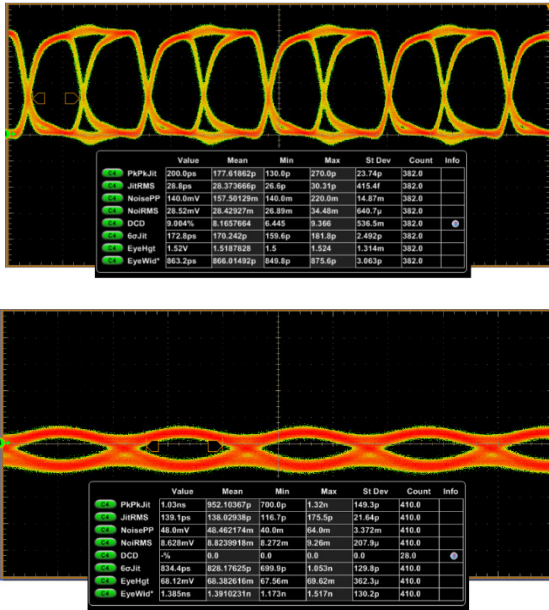 Value Mean Min Max St Dev Count Info
C4 PkPkJit 200.0ps 177.61862p 130.0p 270.0p 23.74p 382.0
C4 JitRMS 28.8ps 28.373666p 26.6p 30.31p 415.4f 382.0
C4 NoisePP 140.0mV 157.50129m 140.0m 220.0m 14.87m 382.0
C4 NoiRMS 28.52mV 28.42927m 26.89m 34.48m 640.7µ 382.0
C4 DCD 9.004% 8.1657664 6.445 9.366 536.5m 382.0
C4 6σJit 172.8ps 170.242p 159.6p 181.8p 2.492p 382.0
C4 EyeHgt 1.52V 1.5187828 1.5 1.524 1.314m 382.0
C4 EyeWid* 863.2ps 866.01492p 849.8p 875.6p 3.063p 382.0
Value Mean Min Max St Dev Count Info
C4 PkPkJit 1.03ns 952.10367p 700.0p 1.32n 149.3p 410.0
C4 JitRMS 139.1ps 138.02938p 116.7p 175.5p 21.64p 410.0
C4 NoisePP 48.0mV 48.462174m 40.0m 64.0m 3.372m 410.0
C4 NoiRMS 8.628mV 8.8239918m 8.272m 9.26m 207.9µ 410.0
C4 DCD -% 0.0 0.0 0.0 0.0 28.0
C4 6σJit 834.4ps 828.17625p 699.9p 1.053n 129.8p 410.0
C4 EyeHgt 68.12mV 68.382616m 67.56m 69.62m 362.3µ 410.0
C4 EyeWid* 1.385ns 1.3910231n 1.173n 1.517n 130.2p 410.0